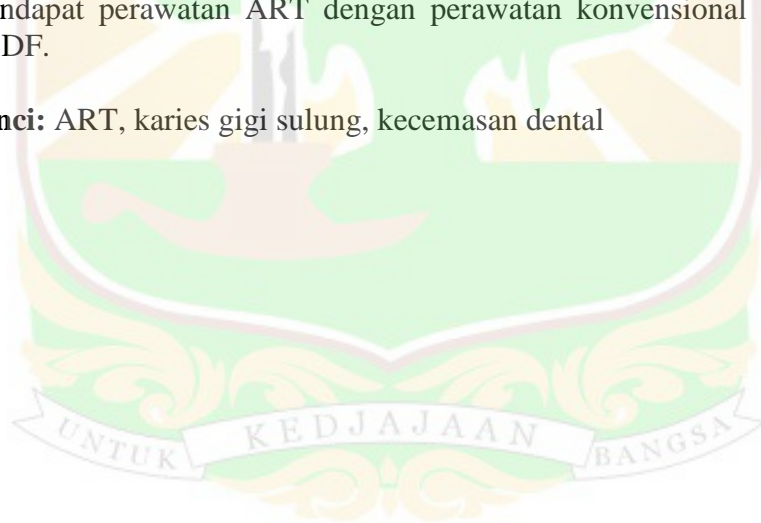 ndapat perawatan ART dengan perawatan konvensional
DF.
nci: ART, karies gigi sulung, kecemasan dental
UNTUK KEDJAJAAN BANGSA